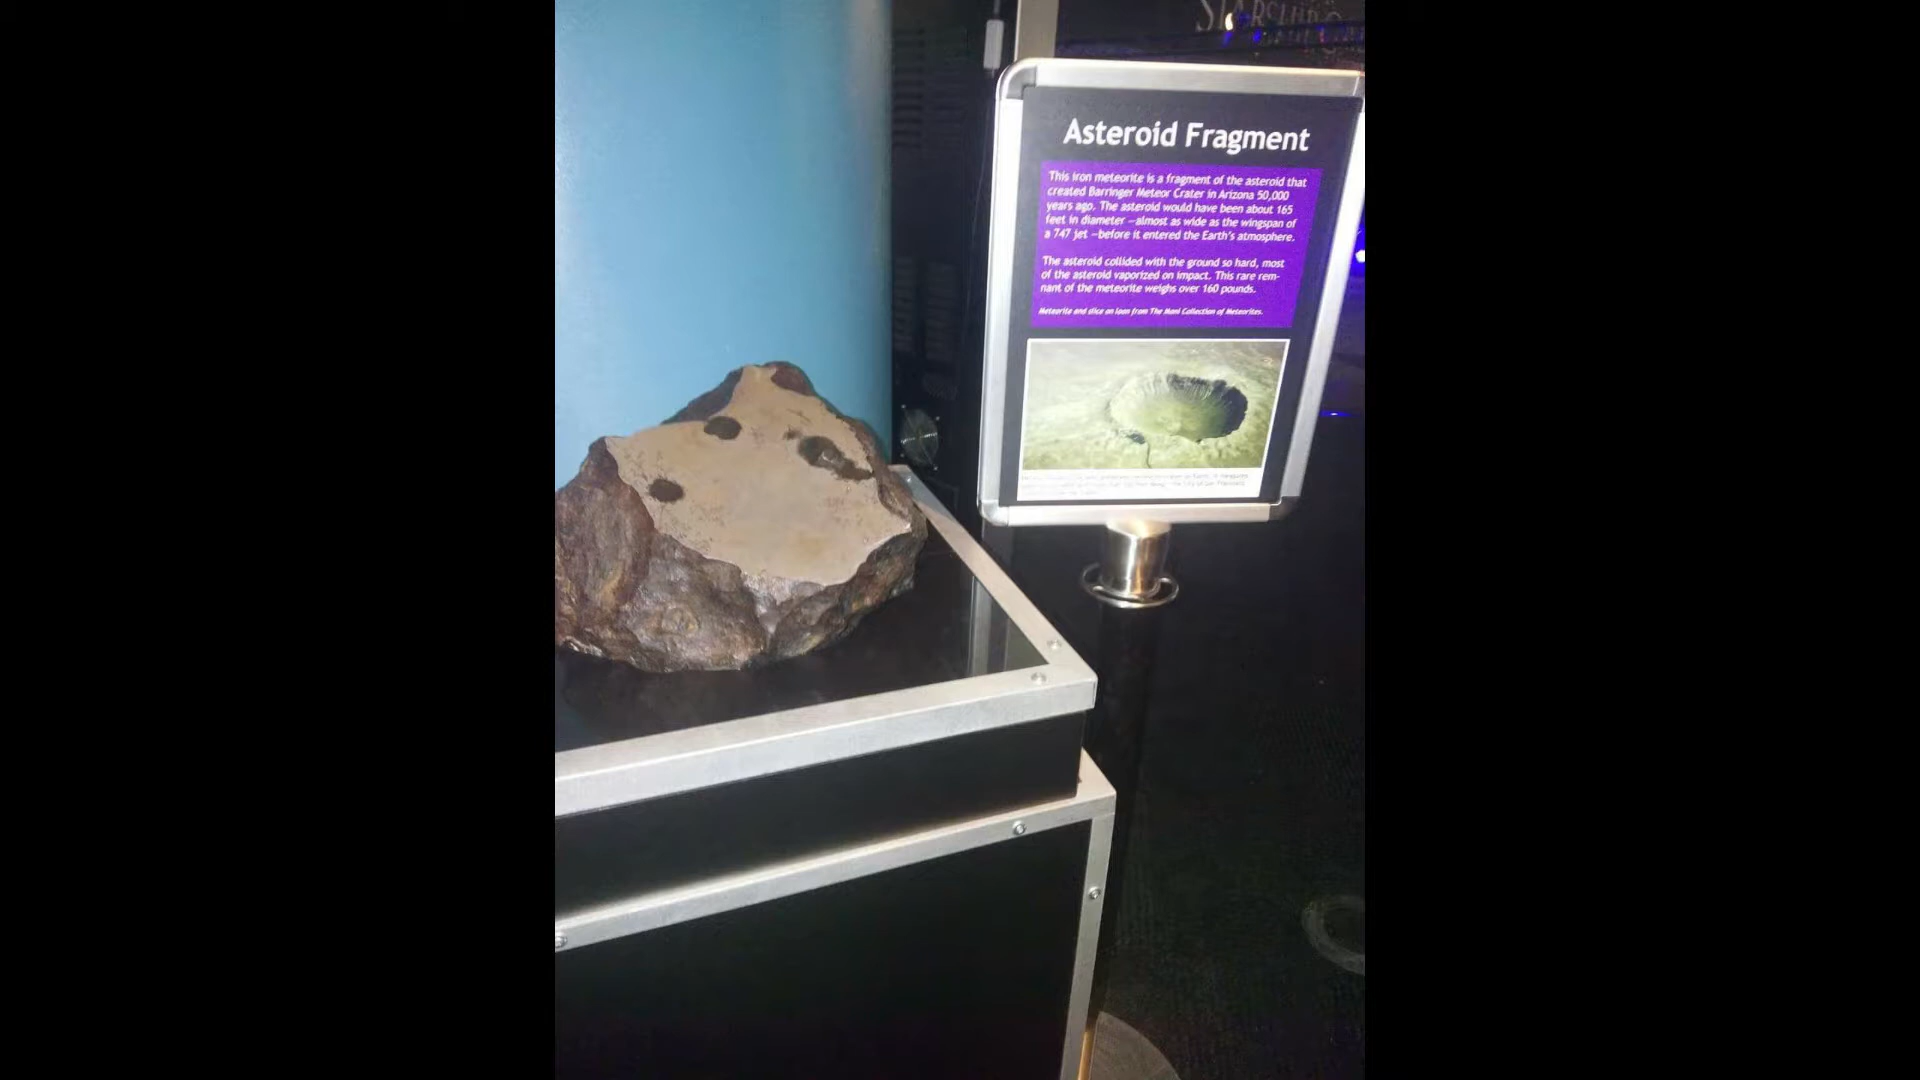 Asteroid Fragment
This iron meteorite is a fragment of the asteroid that
created Barringer Meteor Crater in Arizona 50,000
years ago. The asteroid would have been about 165
feet in diameter —almost as wide as the wingspan of
a 747 jet —before it entered the Earth's atmosphere.
The asteroid collided with the ground so hard, most
of the asteroid vaporized on impact. This rare rem-
nant of the meteorite weighs over 160 pounds.
Meteorite and slice on loan from The Mani Collection of Meteorites.